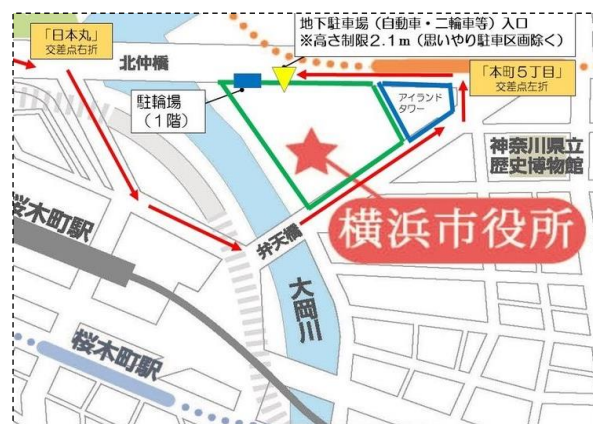 地下駐車場（自動車・二輪車等）入口
※高さ制限２.１ｍ（思いやり駐車区画除く）
「日本丸」
交差点右折
北仲橋
「本町５丁目」
交差点左折
駐輪場
（１階）
アイランド
タワー
神奈川県立
歴史博物館
桜木町駅
横浜市役所
弁天橋
大岡川
桜木町駅